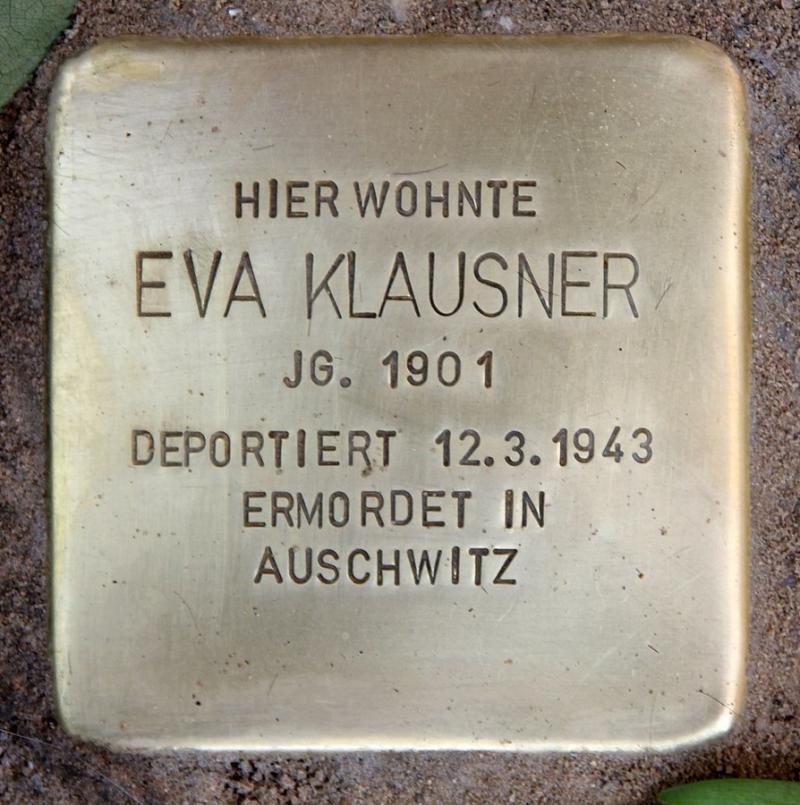 HIER WOHNTE
EVA KLAUSNER
JG. 1901
DEPORTIERT 12.3.1943
ERMORDET IN
AUSCHWITZ